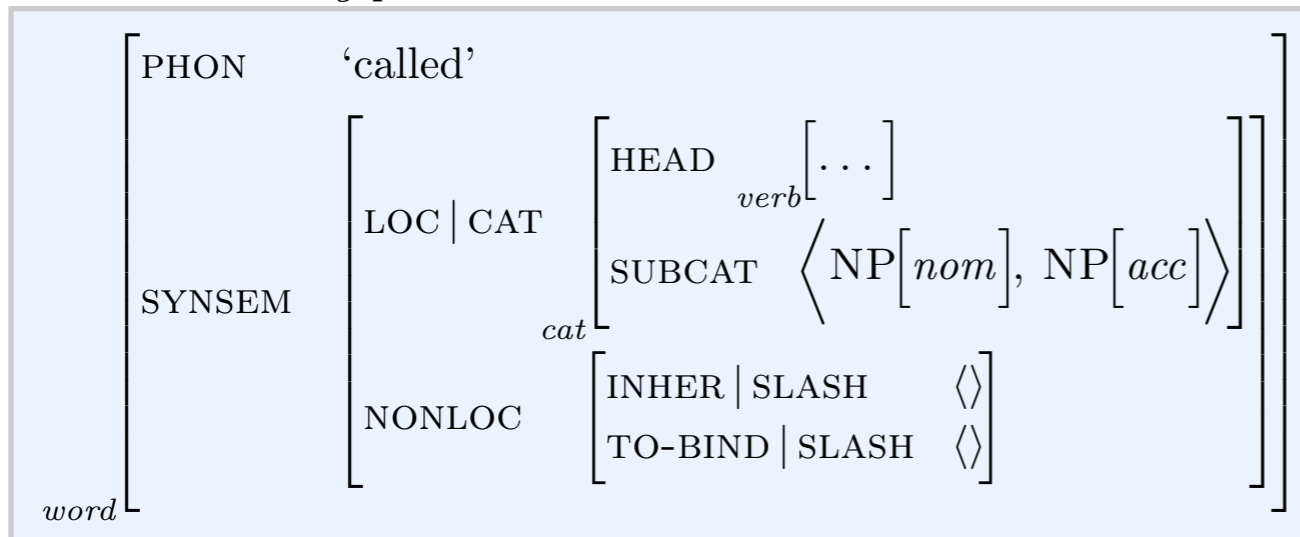 PHON ‘called’
HEAD verb[. . .]
LOC | CAT
SUBCAT ⟨NP[nom], NP[acc]⟩
SYNSEM
cat
INHER | SLASH ⟨⟩
NONLOC
TO-BIND | SLASH ⟨⟩
word